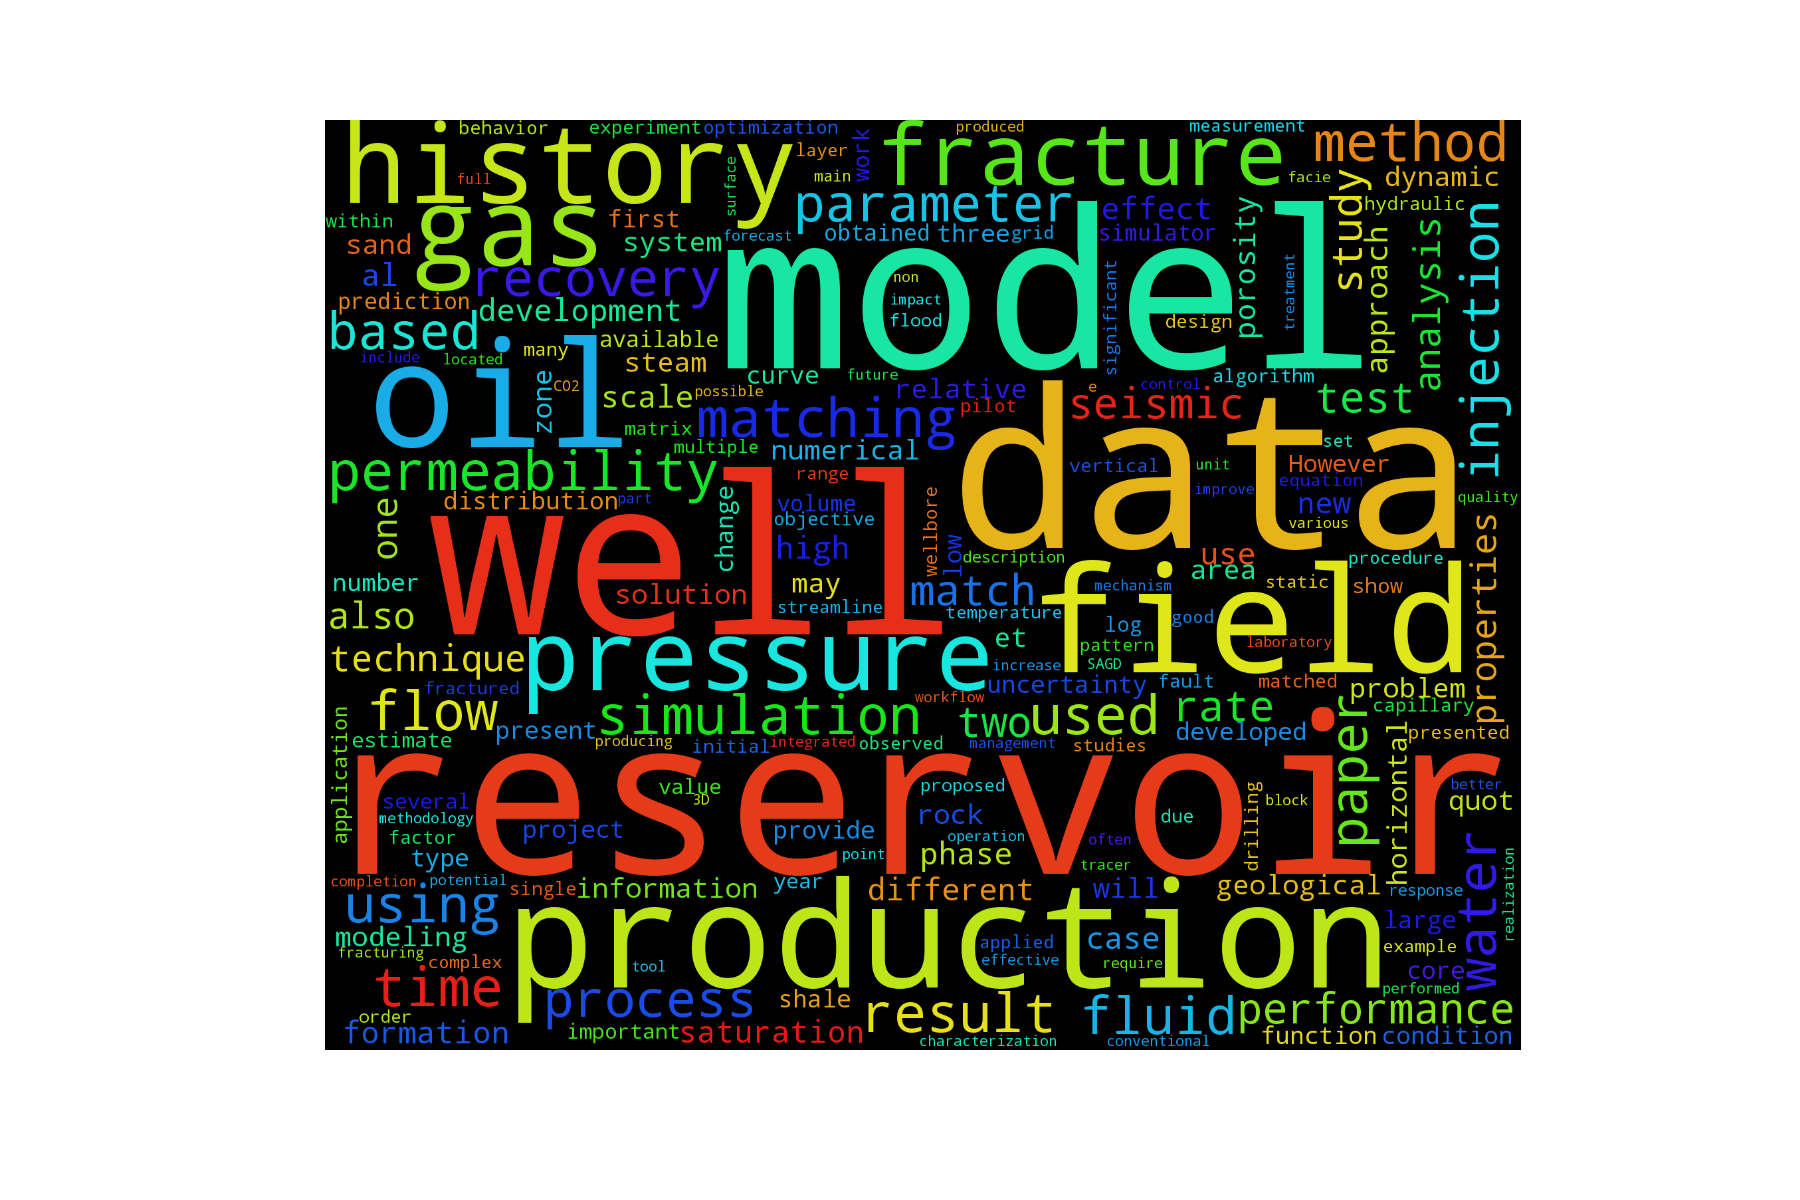 behavior
experiment
optimization
produced
measurement
history
fracture
method
layer
work
main
full
surface
facie
dynamic
within
gas
first
parameter
effect
study
hydraulic
sand
system
forecast
obtained
three
grid
simulator
porosity
approach
analysis
injection
al
recovery
model
non
significant
treatment
prediction
development
impact
flood
design
based
available
include
located
many
steam
oil
zone
CO2
curve
future
algorithm
scale
possible
relative
e
control
matching
pilot
seismic
test
matrix
multiple
numerical
data
set
permeability
range
vertical
unit
However
distribution
part
well
change
volume
wellbore
improve
equation
new
quality
one
objective
various
high
low
description
use
procedure
properties
number
solution
may
match
mechanism
area
static
show
also
streamline
temperature
field
log
good
technique
pressure
et
pattern
laboratory
increase
SAGD
fractured
uncertainty
fault
matched
problem
flow
simulation
workflow
two
used
rate
paper
capillary
application
estimate
present
producing
initial
integrated
observed
management
studies
developed
horizontal
presented
reservoir
value
3D
proposed
drilling
block
better
quot
several
methodology
factor
project
provide
rock
operation
often
due
type
point
phase
tracer
water
completion
potential
single
information
year
different
will
geological
response
realization
using
production
large
modeling
applied
case
example
fracturing
complex
tool
effective
require
core
time
process
shale
result
fluid
performed
performance
order
formation
important
saturation
characterization
conventional
function
condition